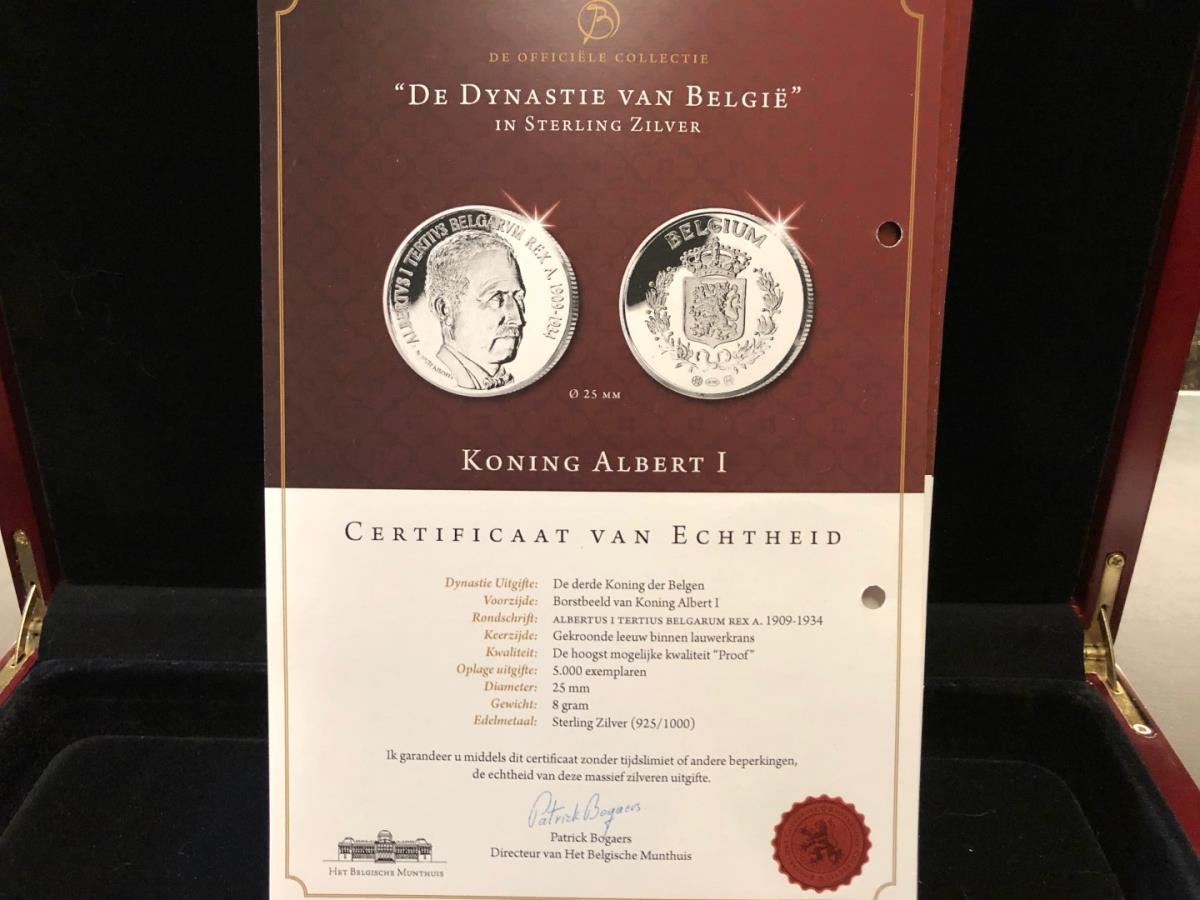 B
DE OFFICIËLE COLLECTIE
"DE DYNASTIE VAN BELGIË"
IN STERLING ZILVER
ALBERTVS I TERTIVS BELGARVM REX A. 1909-1934
BELGIUM
Ø 25 MM
KONING ALBERT I
CERTIFICAAT VAN ECHTHEID
Dynastie Uitgifte: De derde Koning der Belgen
Voorzijde: Borstbeeld van Koning Albert I
Rondschrift: ALBERTUS I TERTIUS BELGARUM REX A. 1909-1934
Keerzijde: Gekroonde leeuw binnen lauwerkrans
Kwaliteit: De hoogst mogelijke kwaliteit "Proof"
Oplage uitgifte: 5.000 exemplaren
Diameter: 25 mm
Gewicht: 8 gram
Edelmetaal: Sterling Zilver (925/1000)
Ik garandeer u middels dit certificaat zonder tijdslimiet of andere beperkingen,
de echtheid van deze massief zilveren uitgifte.
Patrick Bogaers
Patrick Bogaers
Directeur van Het Belgische Munthuis
HET BELGISCHE MUNTHUIS